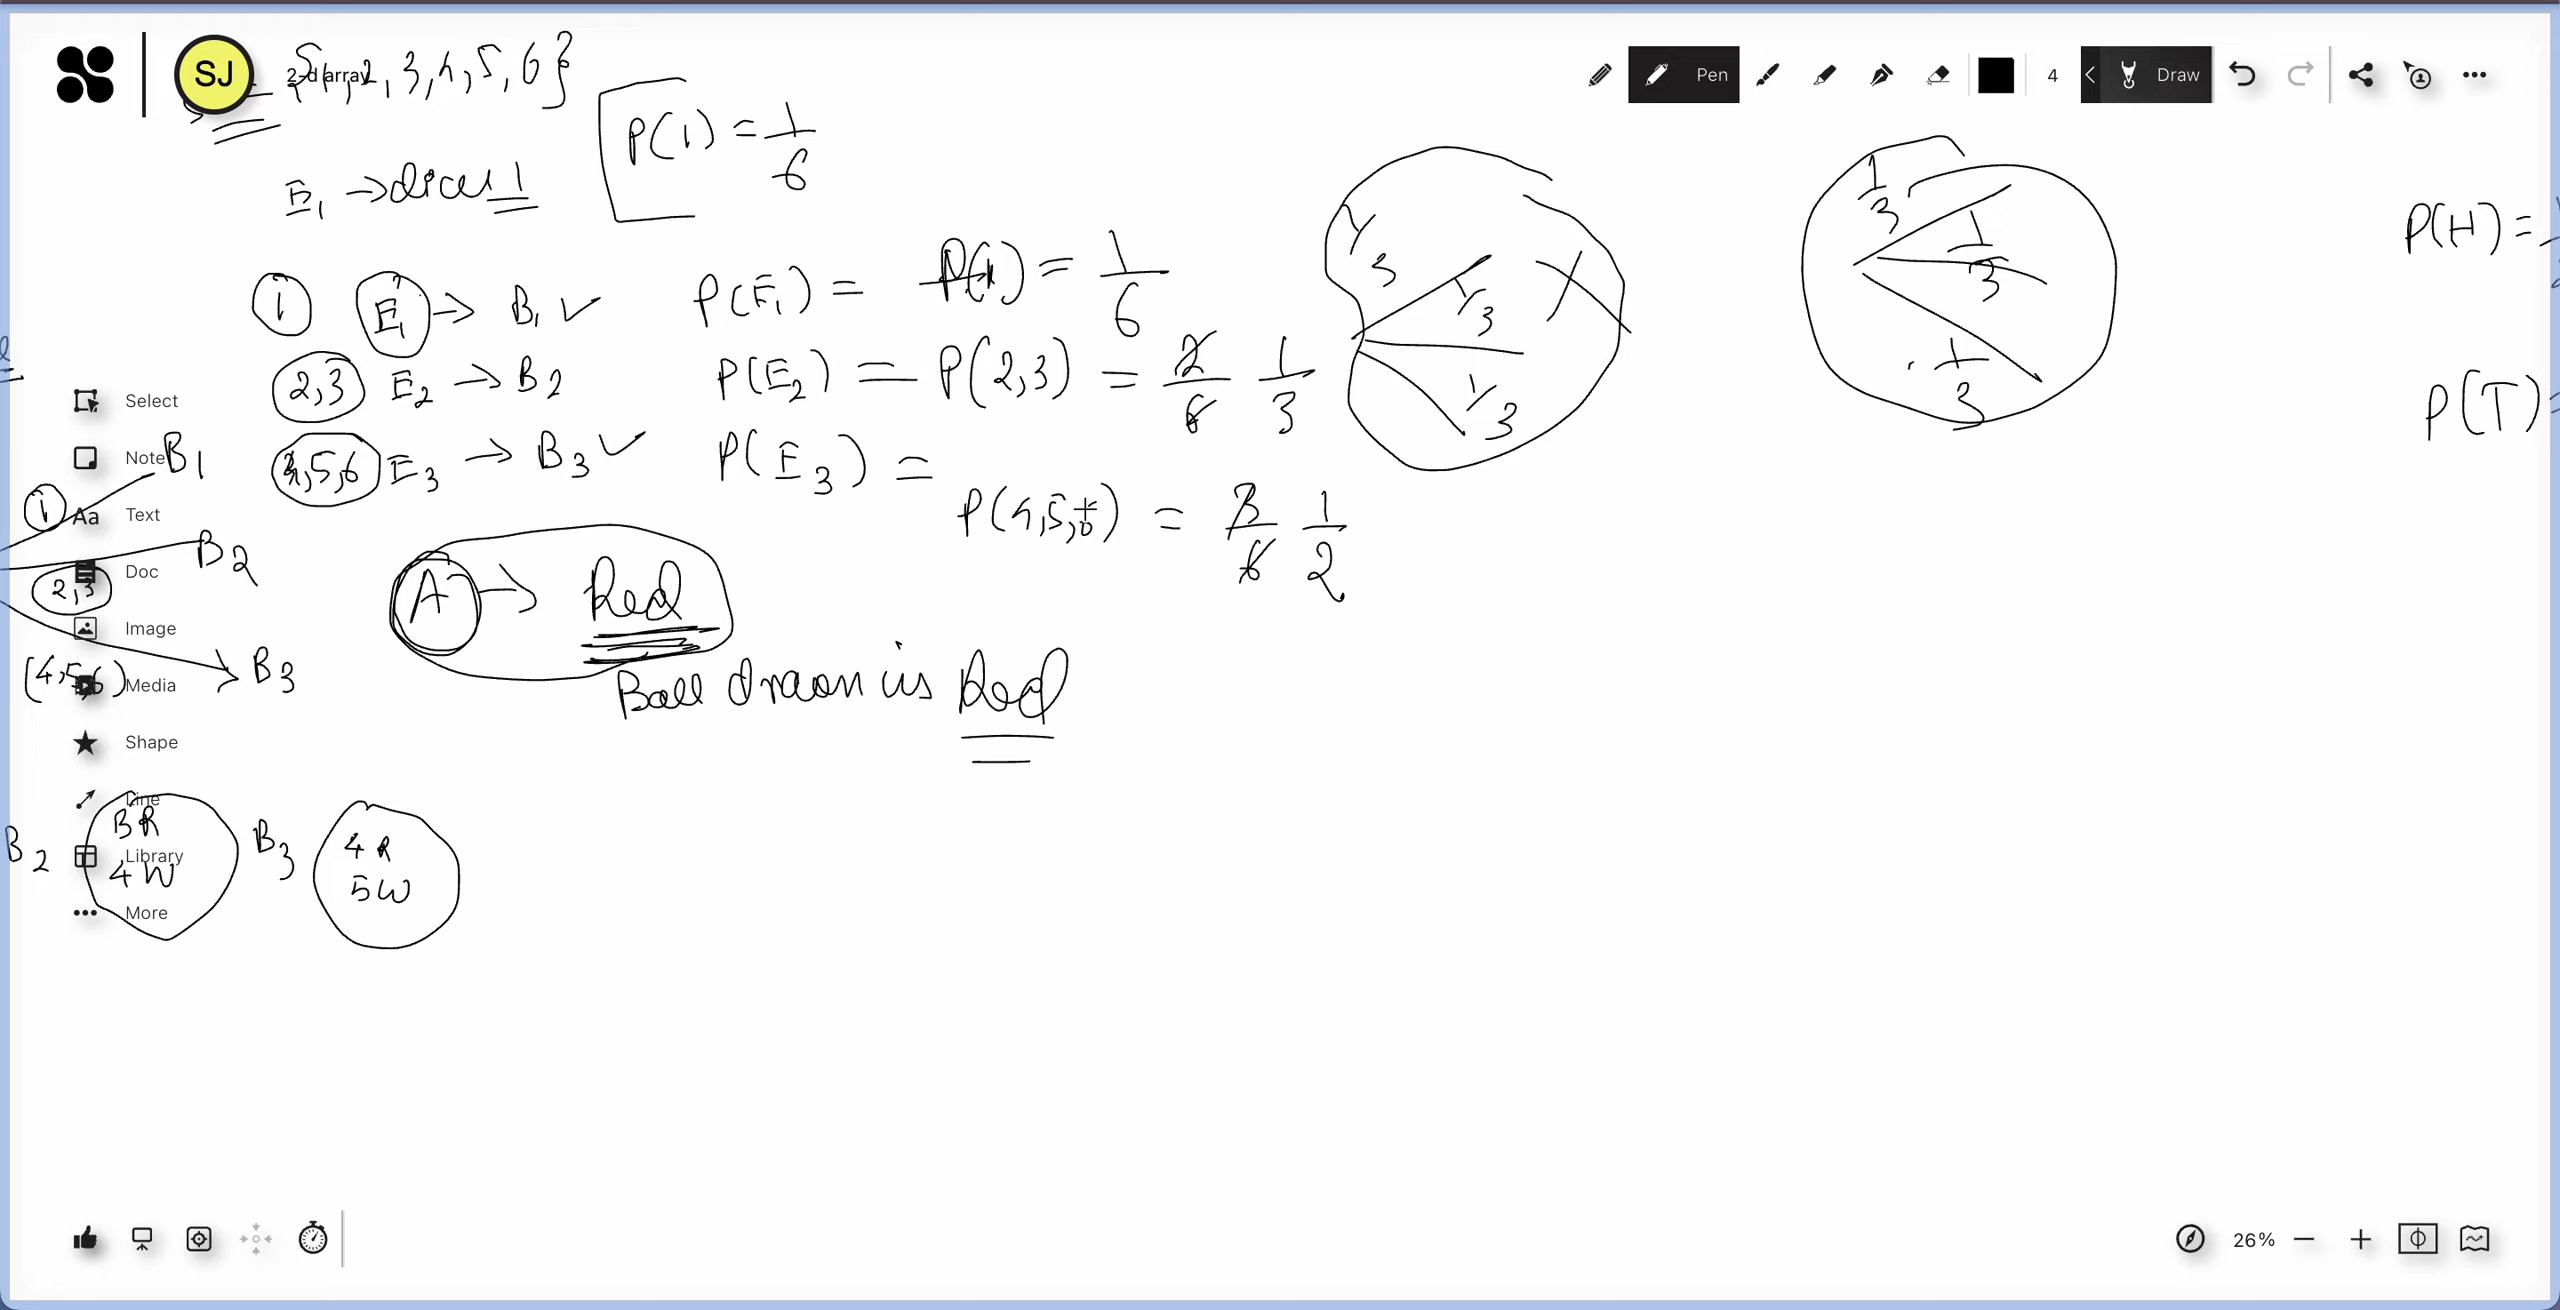 SJ
2-d array
{1, 2, 3, 4, 5, 6}
Pen
4
Draw
E₁ → dice 1
P(1) = 1/6
1 E₁ → B₁ ✓
P(E₁) = P(1) = 1/6
2,3 E₂ → B₂
P(E₂) = P(2,3) = 2/6 1/3
4,5,6 E₃ → B₃ ✓
P(E₃) =
P(4,5,6) = 3/6 1/2
1/3
1/3
1/3
1/3
1/3
1/3
P(H) =
P(T) =
Select
Note
Text
Doc
Image
Media
Shape
Line
Library
More
1 B1
2,3 B2
(4,5,6) B3
A → Red
Ball drawn is Red
B2
3R
4W
B3
4R
5W
26%